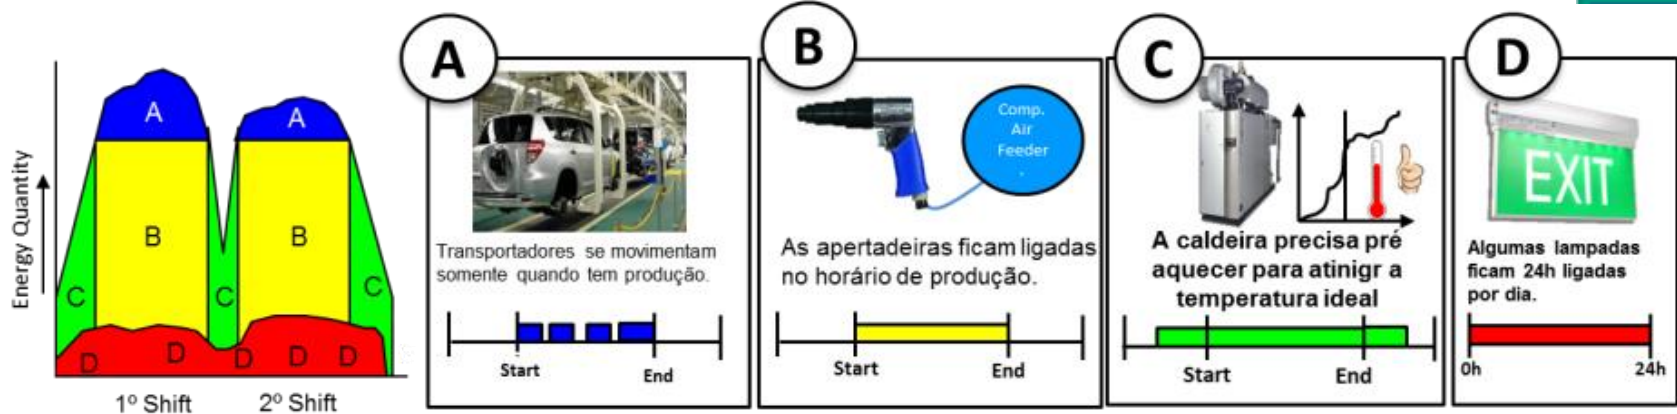 Energy Quantity
A
A
B
B
C
C
C
D
D
D
D
D
1º Shift
2º Shift
A
Transportadores se movimentam
somente quando tem produção.
Start
End
B
Comp.
Air
Feeder
.
As apertadeiras ficam ligadas
no horário de produção.
Start
End
C
A caldeira precisa pré
aquecer para atinigr a
temperatura ideal
Start
End
D
EXIT
Algumas lampadas
ficam 24h ligadas
por dia.
0h
24h